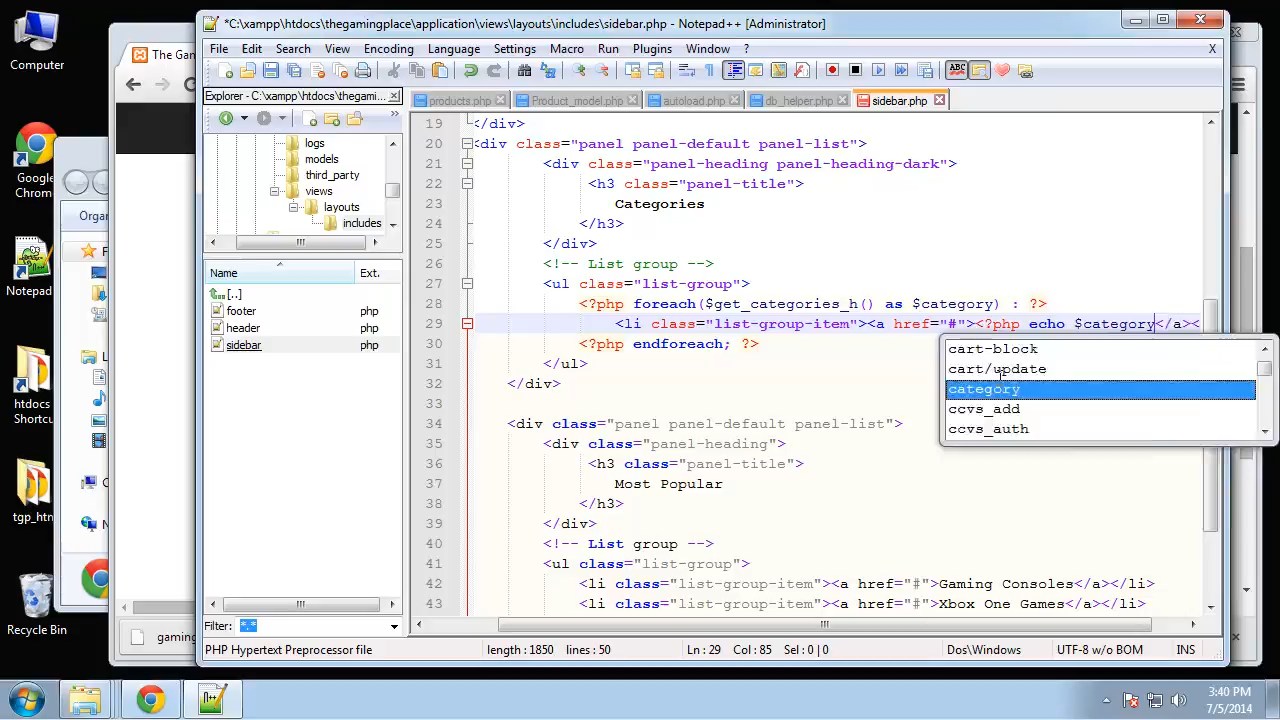 Computer
Google
Chro...
Notepad
htdocs
Shortcu
tgp_htn
Recycle Bin
The Gan
Organ
gaming
*C:\xampp\htdocs\thegamingplace\application\views\layouts\includes\sidebar.php - Notepad++ [Administrator]
File Edit Search View Encoding Language Settings Macro Run Plugins Window ? X
Explorer - C:\xampp\htdocs\thegami...
products.php Product_model.php autoload.php db_helper.php sidebar.php
logs
models
third_party
views
layouts
includes
Name Ext.
[..]
footer php
header php
sidebar php
Filter: *.*
19 </div>
20 <div class="panel panel-default panel-list">
21 <div class="panel-heading panel-heading-dark">
22 <h3 class="panel-title">
23 Categories
24 </h3>
25 </div>
26 <!-- List group -->
27 <ul class="list-group">
28 <?php foreach($get_categories_h() as $category) : ?>
29 <li class="list-group-item"><a href="#"><?php echo $category</a><
30 <?php endforeach; ?>
31 </ul>
32 </div>
33
34 <div class="panel panel-default panel-list">
35 <div class="panel-heading">
36 <h3 class="panel-title">
37 Most Popular
38 </h3>
39 </div>
40 <!-- List group -->
41 <ul class="list-group">
42 <li class="list-group-item"><a href="#">Gaming Consoles</a></li>
43 <li class="list-group-item"><a href="#">Xbox One Games</a></li>
cart-block
cart/update
category
ccvs_add
ccvs_auth
PHP Hypertext Preprocessor file length : 1850 lines : 50 Ln : 29 Col : 85 Sel : 0 | 0 Dos\Windows UTF-8 w/o BOM INS
3:40 PM
7/5/2014